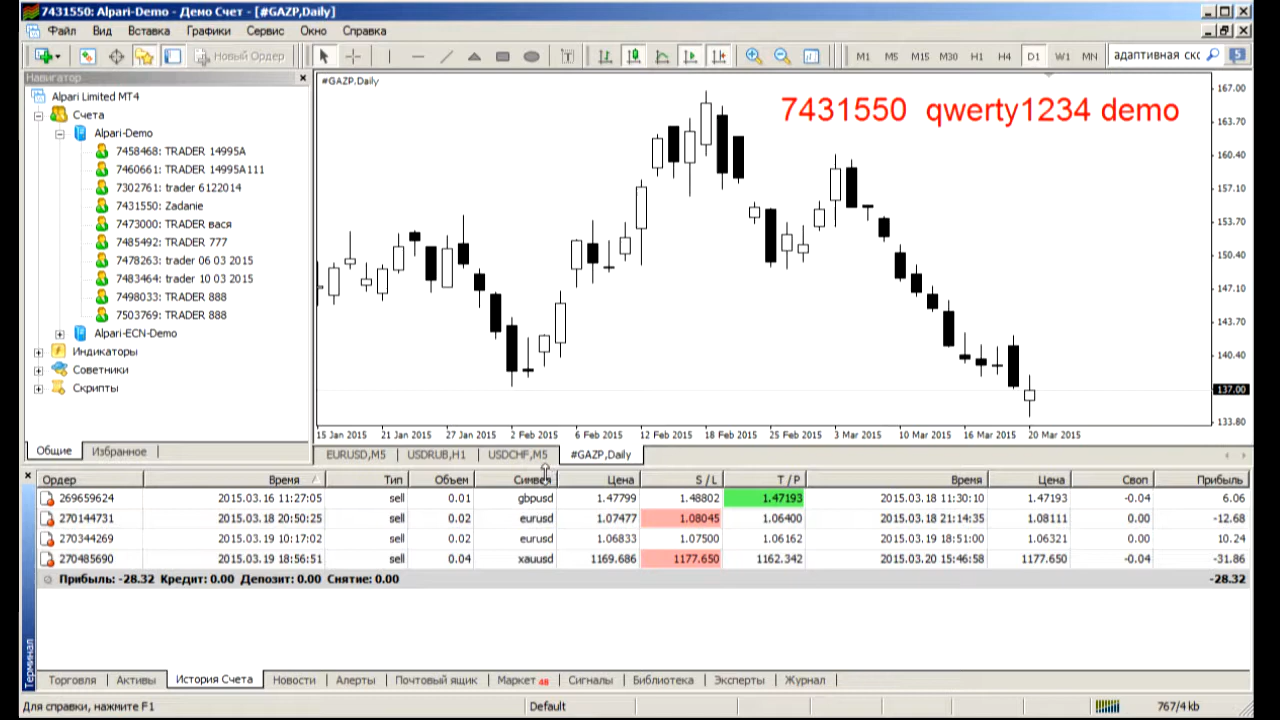 7431550: Alpari-Demo - Демо Счет - [#GAZP,Daily]
Файл Вид Вставка Графики Сервис Окно Справка
Новый Ордер T M1 M5 M15 M30 H1 H4 D1 W1 MN адаптивная скс 5
Навигатор
Alpari Limited MT4
Счета
Alpari-Demo
7458468: TRADER 14995A
7460661: TRADER 14995A111
7302761: trader 6122014
7431550: Zadanie
7473000: TRADER вася
7485492: TRADER 777
7478263: trader 06 03 2015
7483464: trader 10 03 2015
7498033: TRADER 888
7503769: TRADER 888
Alpari-ECN-Demo
Индикаторы
Советники
Скрипты
Общие Избранное
#GAZP,Daily
7431550 qwerty1234 demo
167.00
163.70
160.40
157.10
153.70
150.40
147.10
143.70
140.40
137.00
133.80
15 Jan 2015 21 Jan 2015 27 Jan 2015 2 Feb 2015 6 Feb 2015 12 Feb 2015 18 Feb 2015 25 Feb 2015 3 Mar 2015 10 Mar 2015 16 Mar 2015 20 Mar 2015
EURUSD,M5 USDRUB,H1 USDCHF,M5 #GAZP,Daily
Ордер Время Тип Объем Символ Цена S / L T / P Время Цена Своп Прибыль
269659624 2015.03.16 11:27:05 sell 0.01 gbpusd 1.47799 1.48802 1.47193 2015.03.18 11:30:10 1.47193 -0.04 6.06
270144731 2015.03.18 20:50:25 sell 0.02 eurusd 1.07477 1.08045 1.06400 2015.03.18 21:14:35 1.08111 0.00 -12.68
270344269 2015.03.19 10:17:02 sell 0.02 eurusd 1.06833 1.07500 1.06162 2015.03.19 18:51:00 1.06321 0.00 10.24
270485690 2015.03.19 18:56:51 sell 0.04 xauusd 1169.686 1177.650 1162.342 2015.03.20 15:46:58 1177.650 -0.04 -31.86
Прибыль: -28.32 Кредит: 0.00 Депозит: 0.00 Снятие: 0.00 -28.32
Терминал
Торговля Активы История Счета Новости Алерты Почтовый ящик Маркет 48 Сигналы Библиотека Эксперты Журнал
Для справки, нажмите F1 Default 767/4 kb